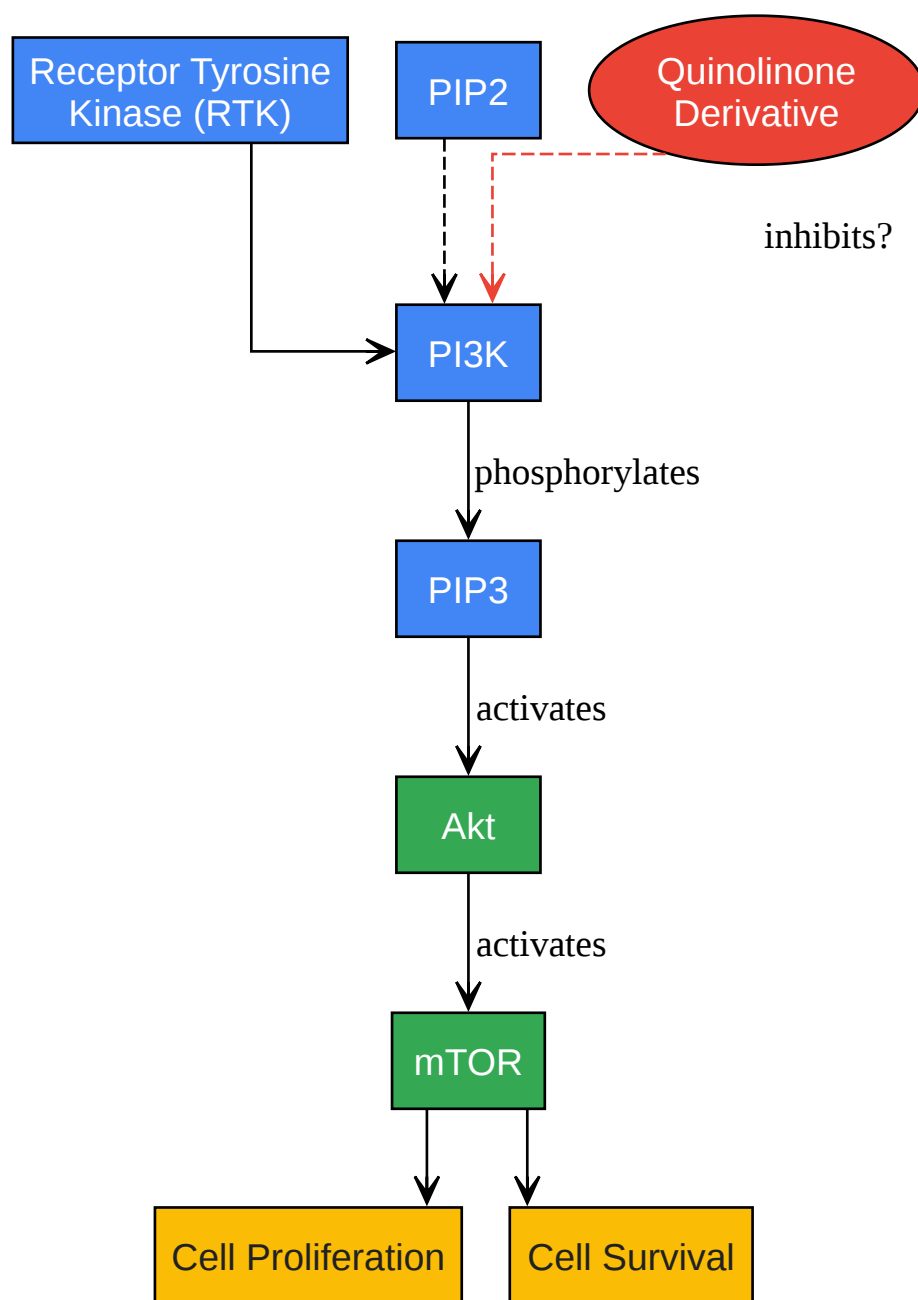 Receptor Tyrosine
Kinase (RTK)
PIP2
Quinolinone
Derivative
inhibits?
PI3K
phosphorylates
PIP3
activates
Akt
activates
mTOR
Cell Proliferation
Cell Survival